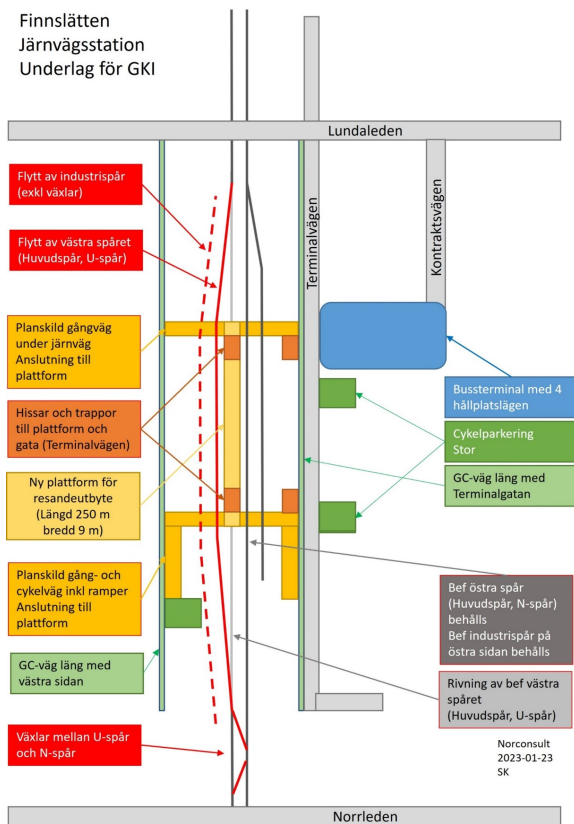 Finnslätten
Järnvägsstation
Underlag för GKI
Lundaleden
Flytt av industrispår
(exkl växlar)
Flytt av västra spåret
(Huvudspår, U-spår)
Terminalvägen
Kontraktsvägen
Planskild gångväg
under järnväg
Anslutning till
plattform
Hissar och trappor
till plattform och
gata (Terminalvägen)
Ny plattform för
resandeutbyte
(Längd 250 m
bredd 9 m)
Planskild gång- och
cykelväg inkl ramper
Anslutning till
plattform
GC-väg läng med
västra sidan
Växlar mellan U-spår
och N-spår
Bussterminal med 4
hållplatslägen
Cykelparkering
Stor
GC-väg läng med
Terminalgatan
Bef östra spår
(Huvudspår, N-spår)
behålls
Bef industrispår på
östra sidan behålls
Rivning av bef västra
spåret
(Huvudspår, U-spår)
Norconsult
2023-01-23
SK
Norrleden